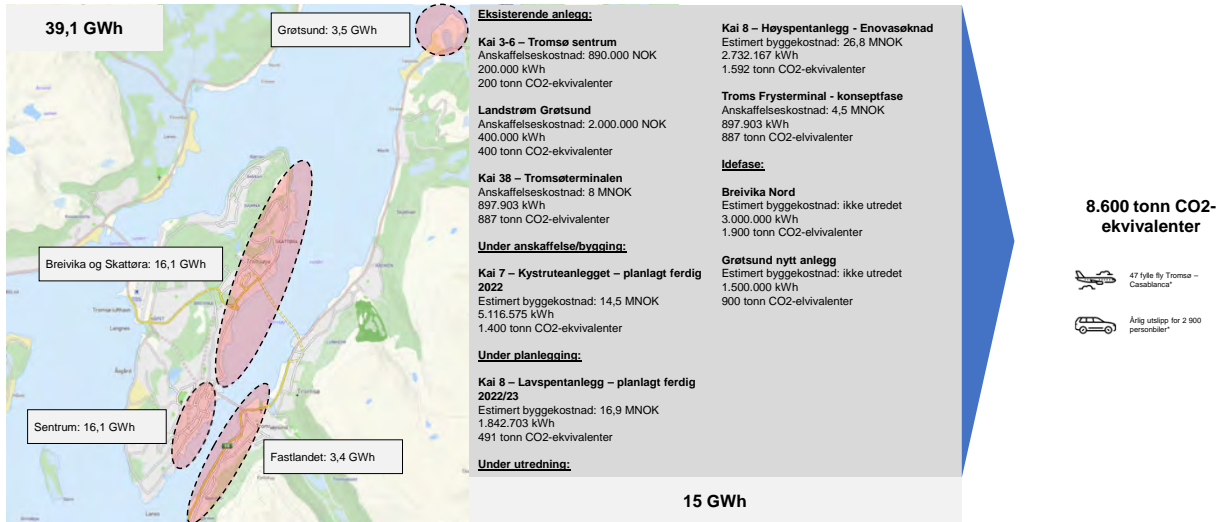 39,1 GWh
Grøtsund: 3,5 GWh
Breivika og Skattøra: 16,1 GWh
Sentrum: 16,1 GWh
Fastlandet: 3,4 GWh
Eksisterende anlegg:
Kai 3-6 – Tromsø sentrum
Anskaffelseskostnad: 890.000 NOK
200.000 kWh
200 tonn CO2-ekvivalenter
Landstrøm Grøtsund
Anskaffelseskostnad: 2.000.000 NOK
400.000 kWh
400 tonn CO2-ekvivalenter
Kai 38 – Tromsøterminalen
Anskaffelseskostnad: 8 MNOK
897.903 kWh
887 tonn CO2-elvivalenter
Under anskaffelse/bygging:
Kai 7 – Kystruteanlegget – planlagt ferdig
2022
Estimert byggekostnad: 14,5 MNOK
5.116.575 kWh
1.400 tonn CO2-ekvivalenter
Under planlegging:
Kai 8 – Lavspentanlegg – planlagt ferdig
2022/23
Estimert byggekostnad: 16,9 MNOK
1.842.703 kWh
491 tonn CO2-ekvivalenter
Under utredning:
Kai 8 – Høyspentanlegg - Enovasøknad
Estimert byggekostnad: 26,8 MNOK
2.732.167 kWh
1.592 tonn CO2-ekvivalenter
Troms Frysterminal - konseptfase
Anskaffelseskostnad: 4,5 MNOK
897.903 kWh
887 tonn CO2-elvivalenter
Idefase:
Breivika Nord
Estimert byggekostnad: ikke utredet
3.000.000 kWh
1.900 tonn CO2-ekvivalenter
Grøtsund nytt anlegg
Estimert byggekostnad: ikke utredet
1.500.000 kWh
900 tonn CO2-ekvivalenter
15 GWh
8.600 tonn CO2-
ekvivalenter
47 fylle fly Tromsø –
Casablanca*
Årlig utslipp for 2 900
personbiler*